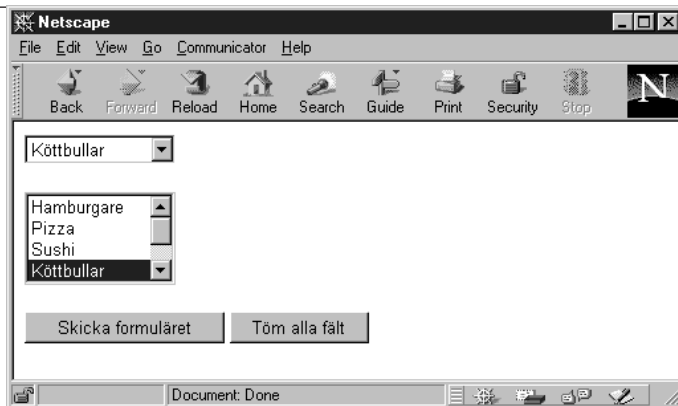 Netscape
File Edit View Go Communicator Help
Back Forward Reload Home Search Guide Print Security Stop
N
Köttbullar
Hamburgare
Pizza
Sushi
Köttbullar
Skicka formuläret Töm alla fält
Document: Done